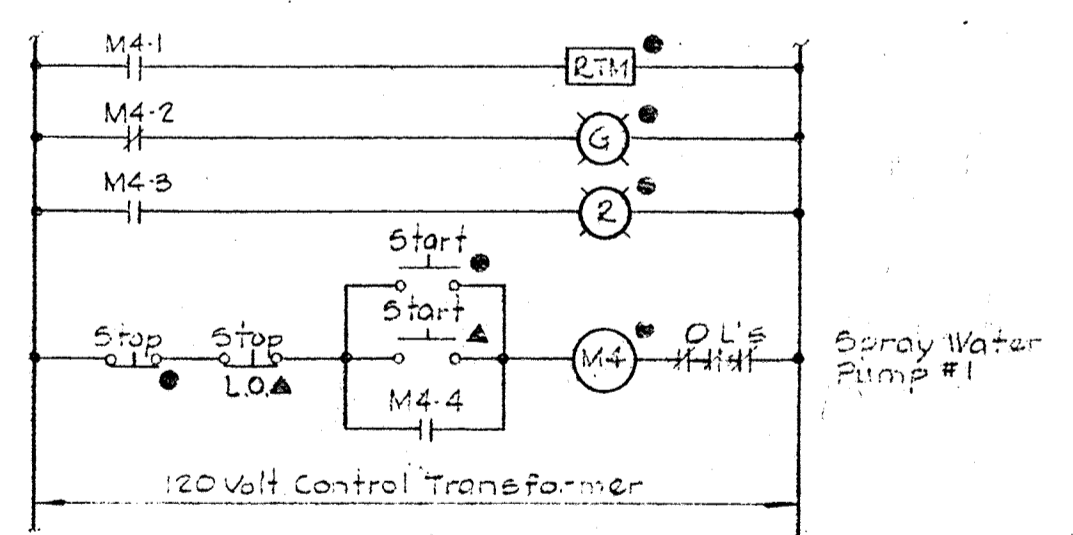 M4-1
RTM
M4-2
G
M4-3
R
Start
Start
Stop
Stop
L.O.
M4
O L's
M4-4
Spray Water
Pump #1
120 Volt Control Transformer